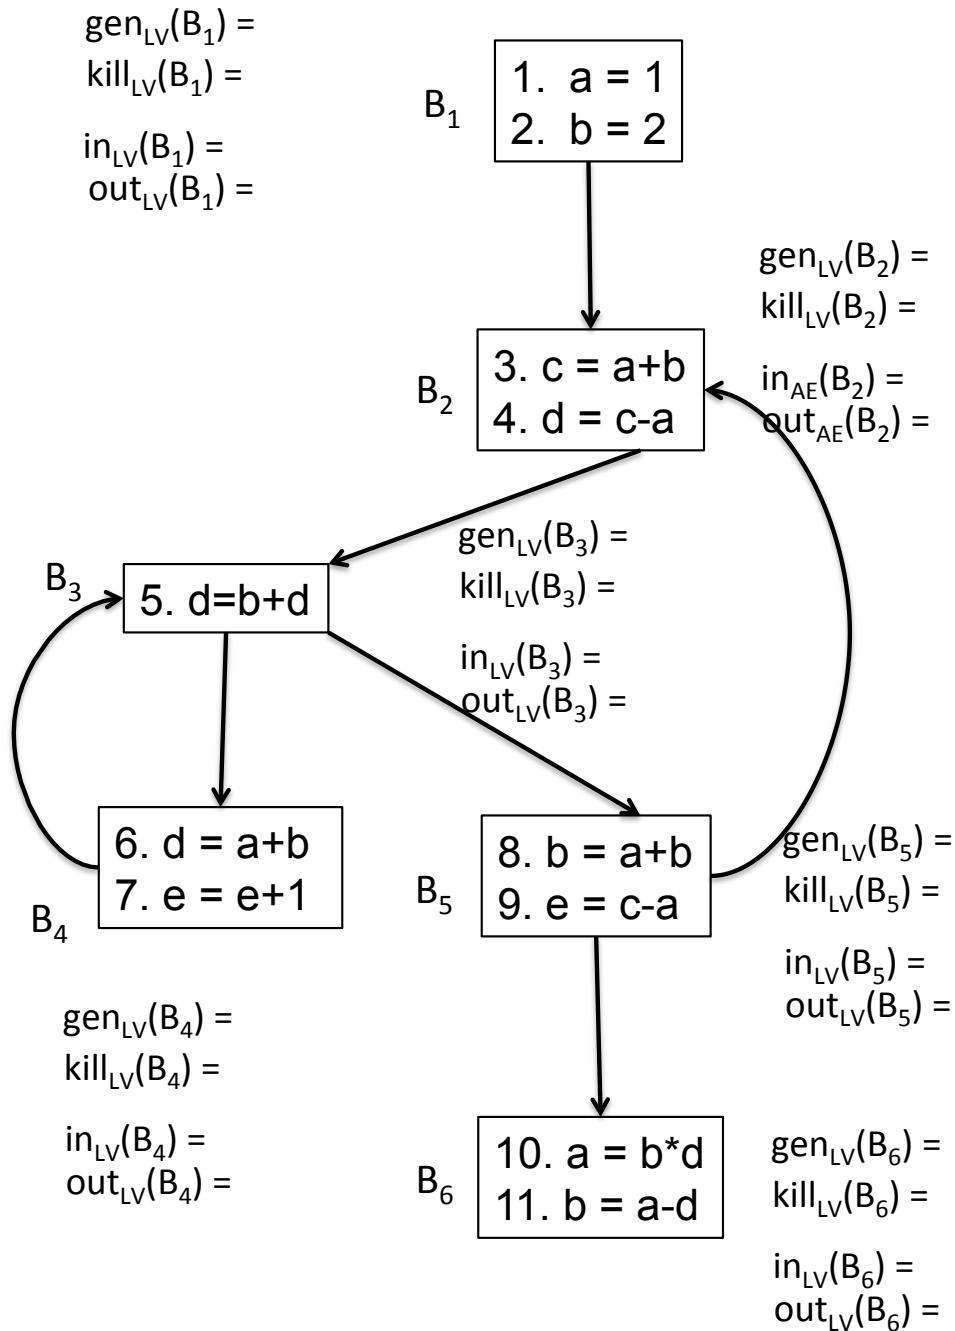 gen_LV(B_1) =
kill_LV(B_1) =
in_LV(B_1) =
out_LV(B_1) =
B_1
1. a = 1
2. b = 2
gen_LV(B_2) =
kill_LV(B_2) =
in_AE(B_2) =
out_AE(B_2) =
B_2
3. c = a+b
4. d = c-a
gen_LV(B_3) =
kill_LV(B_3) =
in_LV(B_3) =
out_LV(B_3) =
B_3
5. d=b+d
6. d = a+b
7. e = e+1
B_4
B_5
8. b = a+b
9. e = c-a
gen_LV(B_5) =
kill_LV(B_5) =
in_LV(B_5) =
out_LV(B_5) =
gen_LV(B_4) =
kill_LV(B_4) =
in_LV(B_4) =
out_LV(B_4) =
B_6
10. a = b*d
11. b = a-d
gen_LV(B_6) =
kill_LV(B_6) =
in_LV(B_6) =
out_LV(B_6) =